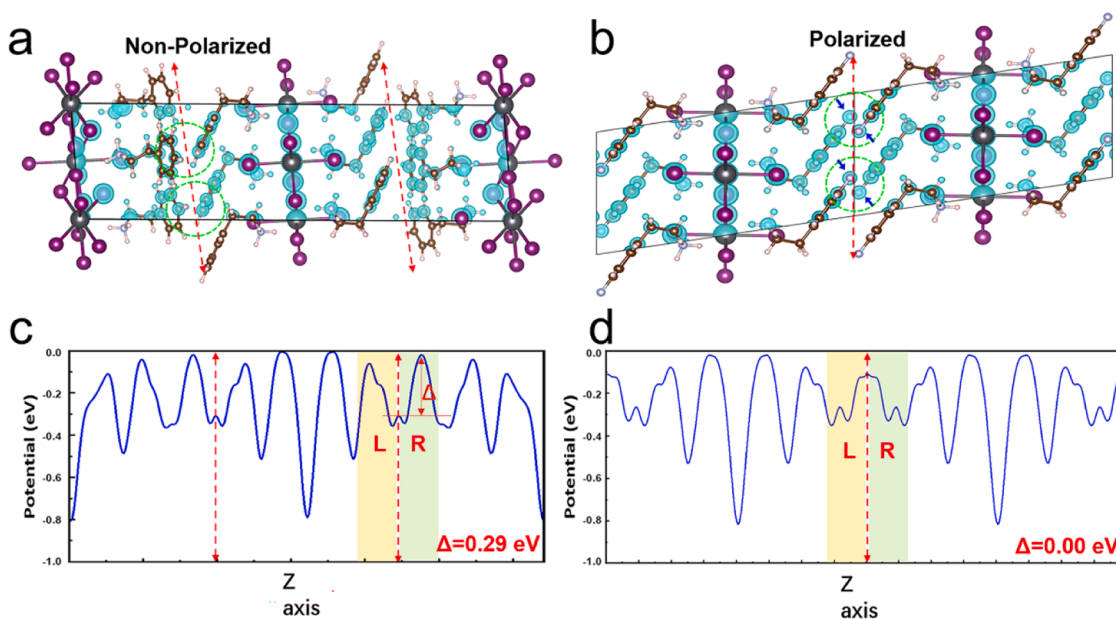 a
Non-Polarized
b
Polarized
c
0.0
-0.2
-0.4
-0.6
-0.8
-1.0
Potential (eV)
Δ
L
R
Δ=0.29 eV
Z
axis
d
0.0
-0.2
-0.4
-0.6
-0.8
-1.0
Potential (eV)
L
R
Δ=0.00 eV
Z
axis